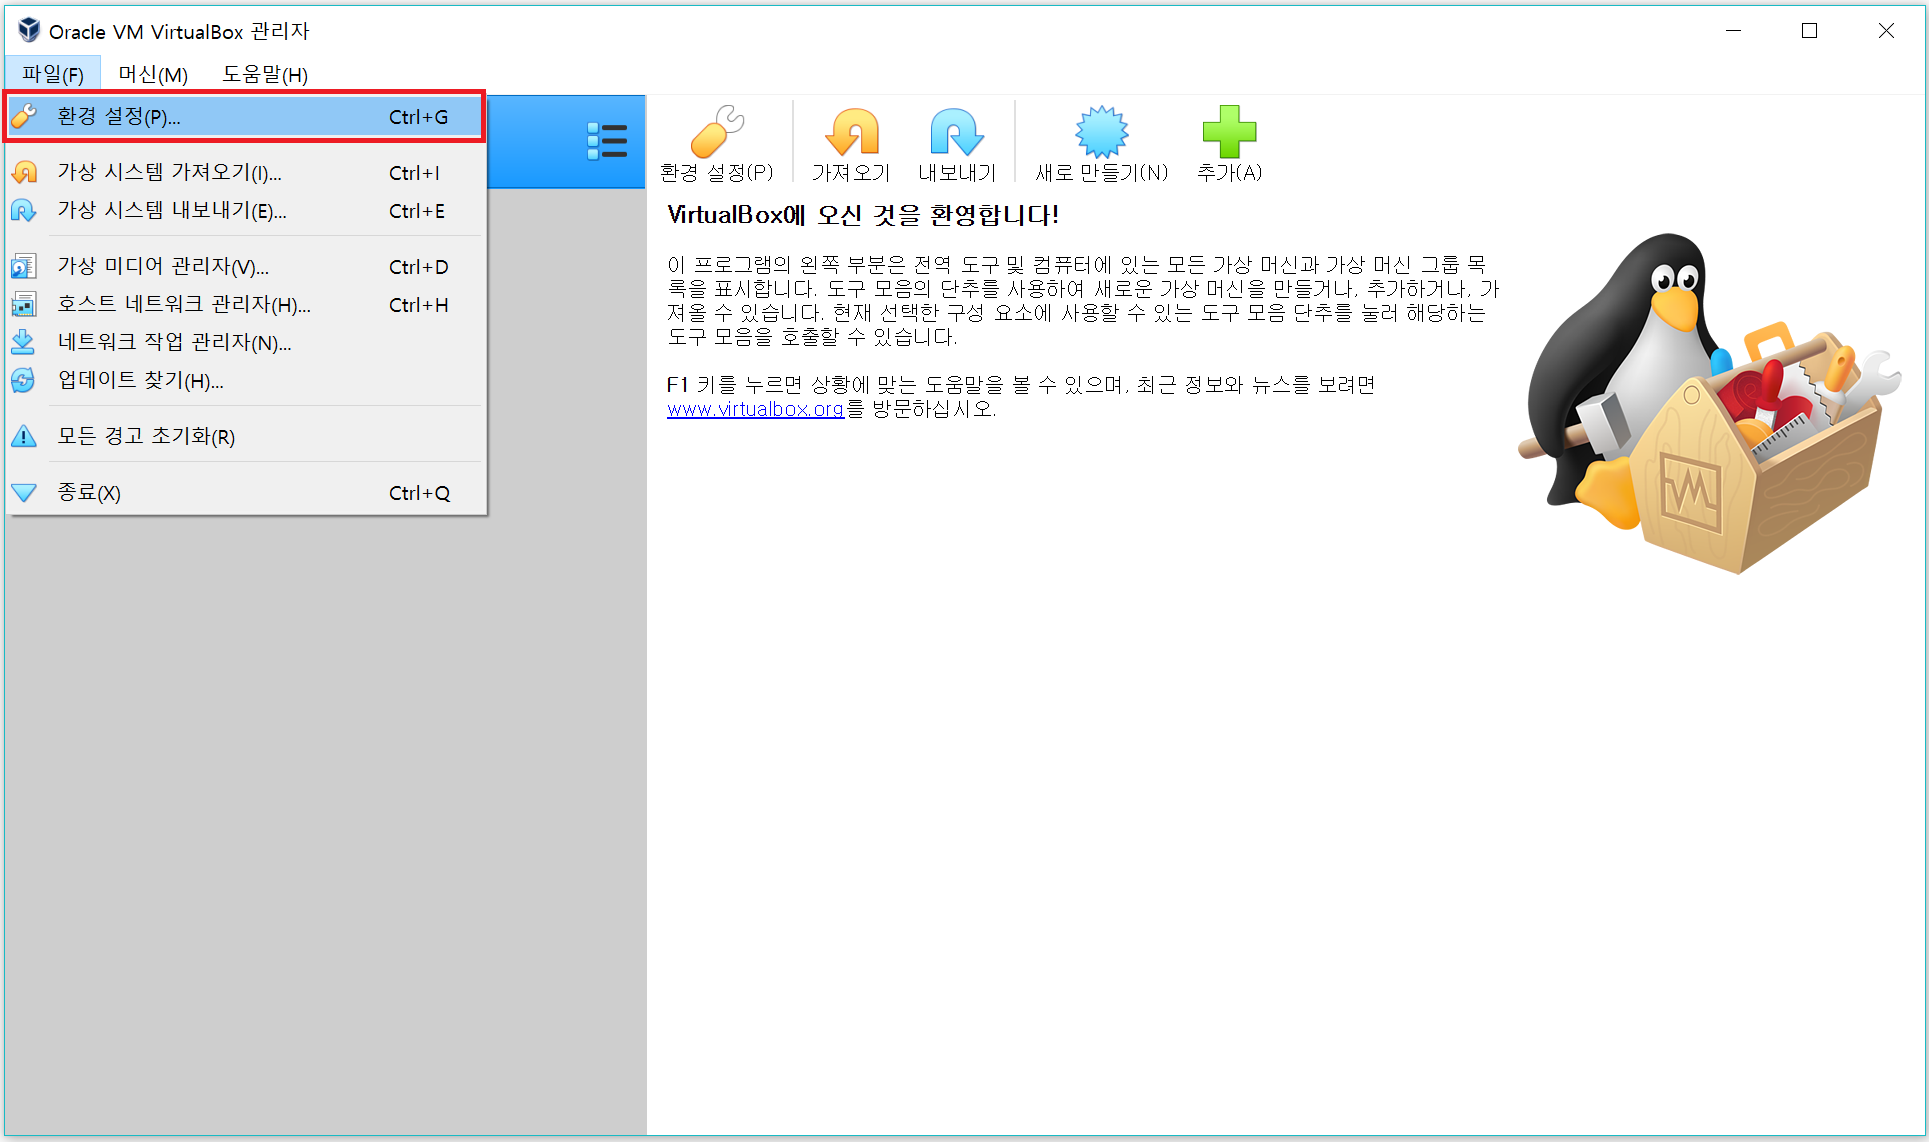 Oracle VM VirtualBox 관리자
파일(F) 머신(M) 도움말(H)
환경 설정(P)... Ctrl+G
가상 시스템 가져오기(I)... Ctrl+I
가상 시스템 내보내기(E)... Ctrl+E
가상 미디어 관리자(V)... Ctrl+D
호스트 네트워크 관리자(H)... Ctrl+H
네트워크 작업 관리자(N)...
업데이트 찾기(H)...
모든 경고 초기화(R)
종료(X) Ctrl+Q
환경 설정(P) 가져오기 내보내기 새로 만들기(N) 추가(A)
VirtualBox에 오신 것을 환영합니다!
이 프로그램의 왼쪽 부분은 전역 도구 및 컴퓨터에 있는 모든 가상 머신과 가상 머신 그룹 목
록을 표시합니다. 도구 모음의 단추를 사용하여 새로운 가상 머신을 만들거나, 추가하거나, 가
져올 수 있습니다. 현재 선택한 구성 요소에 사용할 수 있는 도구 모음 단추를 눌러 해당하는
도구 모음을 호출할 수 있습니다.
F1 키를 누르면 상황에 맞는 도움말을 볼 수 있으며, 최근 정보와 뉴스를 보려면
www.virtualbox.org를 방문하십시오.